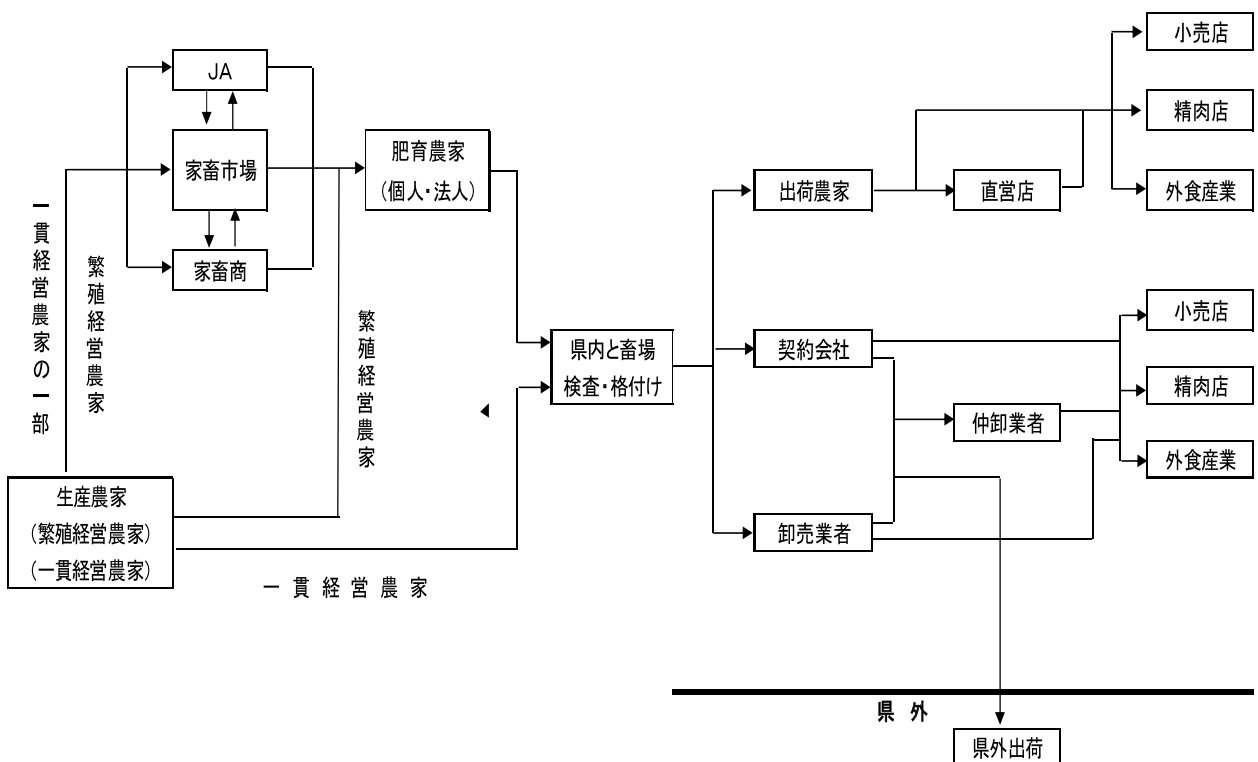 小売店
JA
精肉店
家畜市場
肥育農家
(個人・法人)
出荷農家
直営店
外食産業
家畜商
一貫経営農家の一部
繁殖経営農家
繁殖経営農家
小売店
県内と畜場
検査・格付け
契約会社
精肉店
仲卸業者
外食産業
生産農家
(繁殖経営農家)
(一貫経営農家)
卸売業者
一貫経営農家
県外
県外出荷